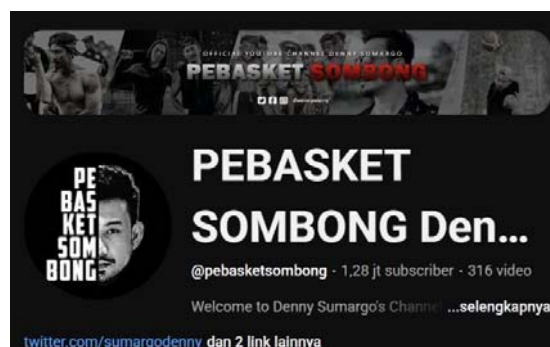 OFFICIAL YOUTUBE CHANNEL DENNY SUMARGO
PEBASKET SOMBONG
PE
BAS
KET
SOM
BONG
PEBASKET
SOMBONG Den...
@pebasketsombong · 1,28 jt subscriber · 316 video
Welcome to Denny Sumargo's Channel ...selengkapnya
twitter.com/sumargodenny dan 2 link lainnya